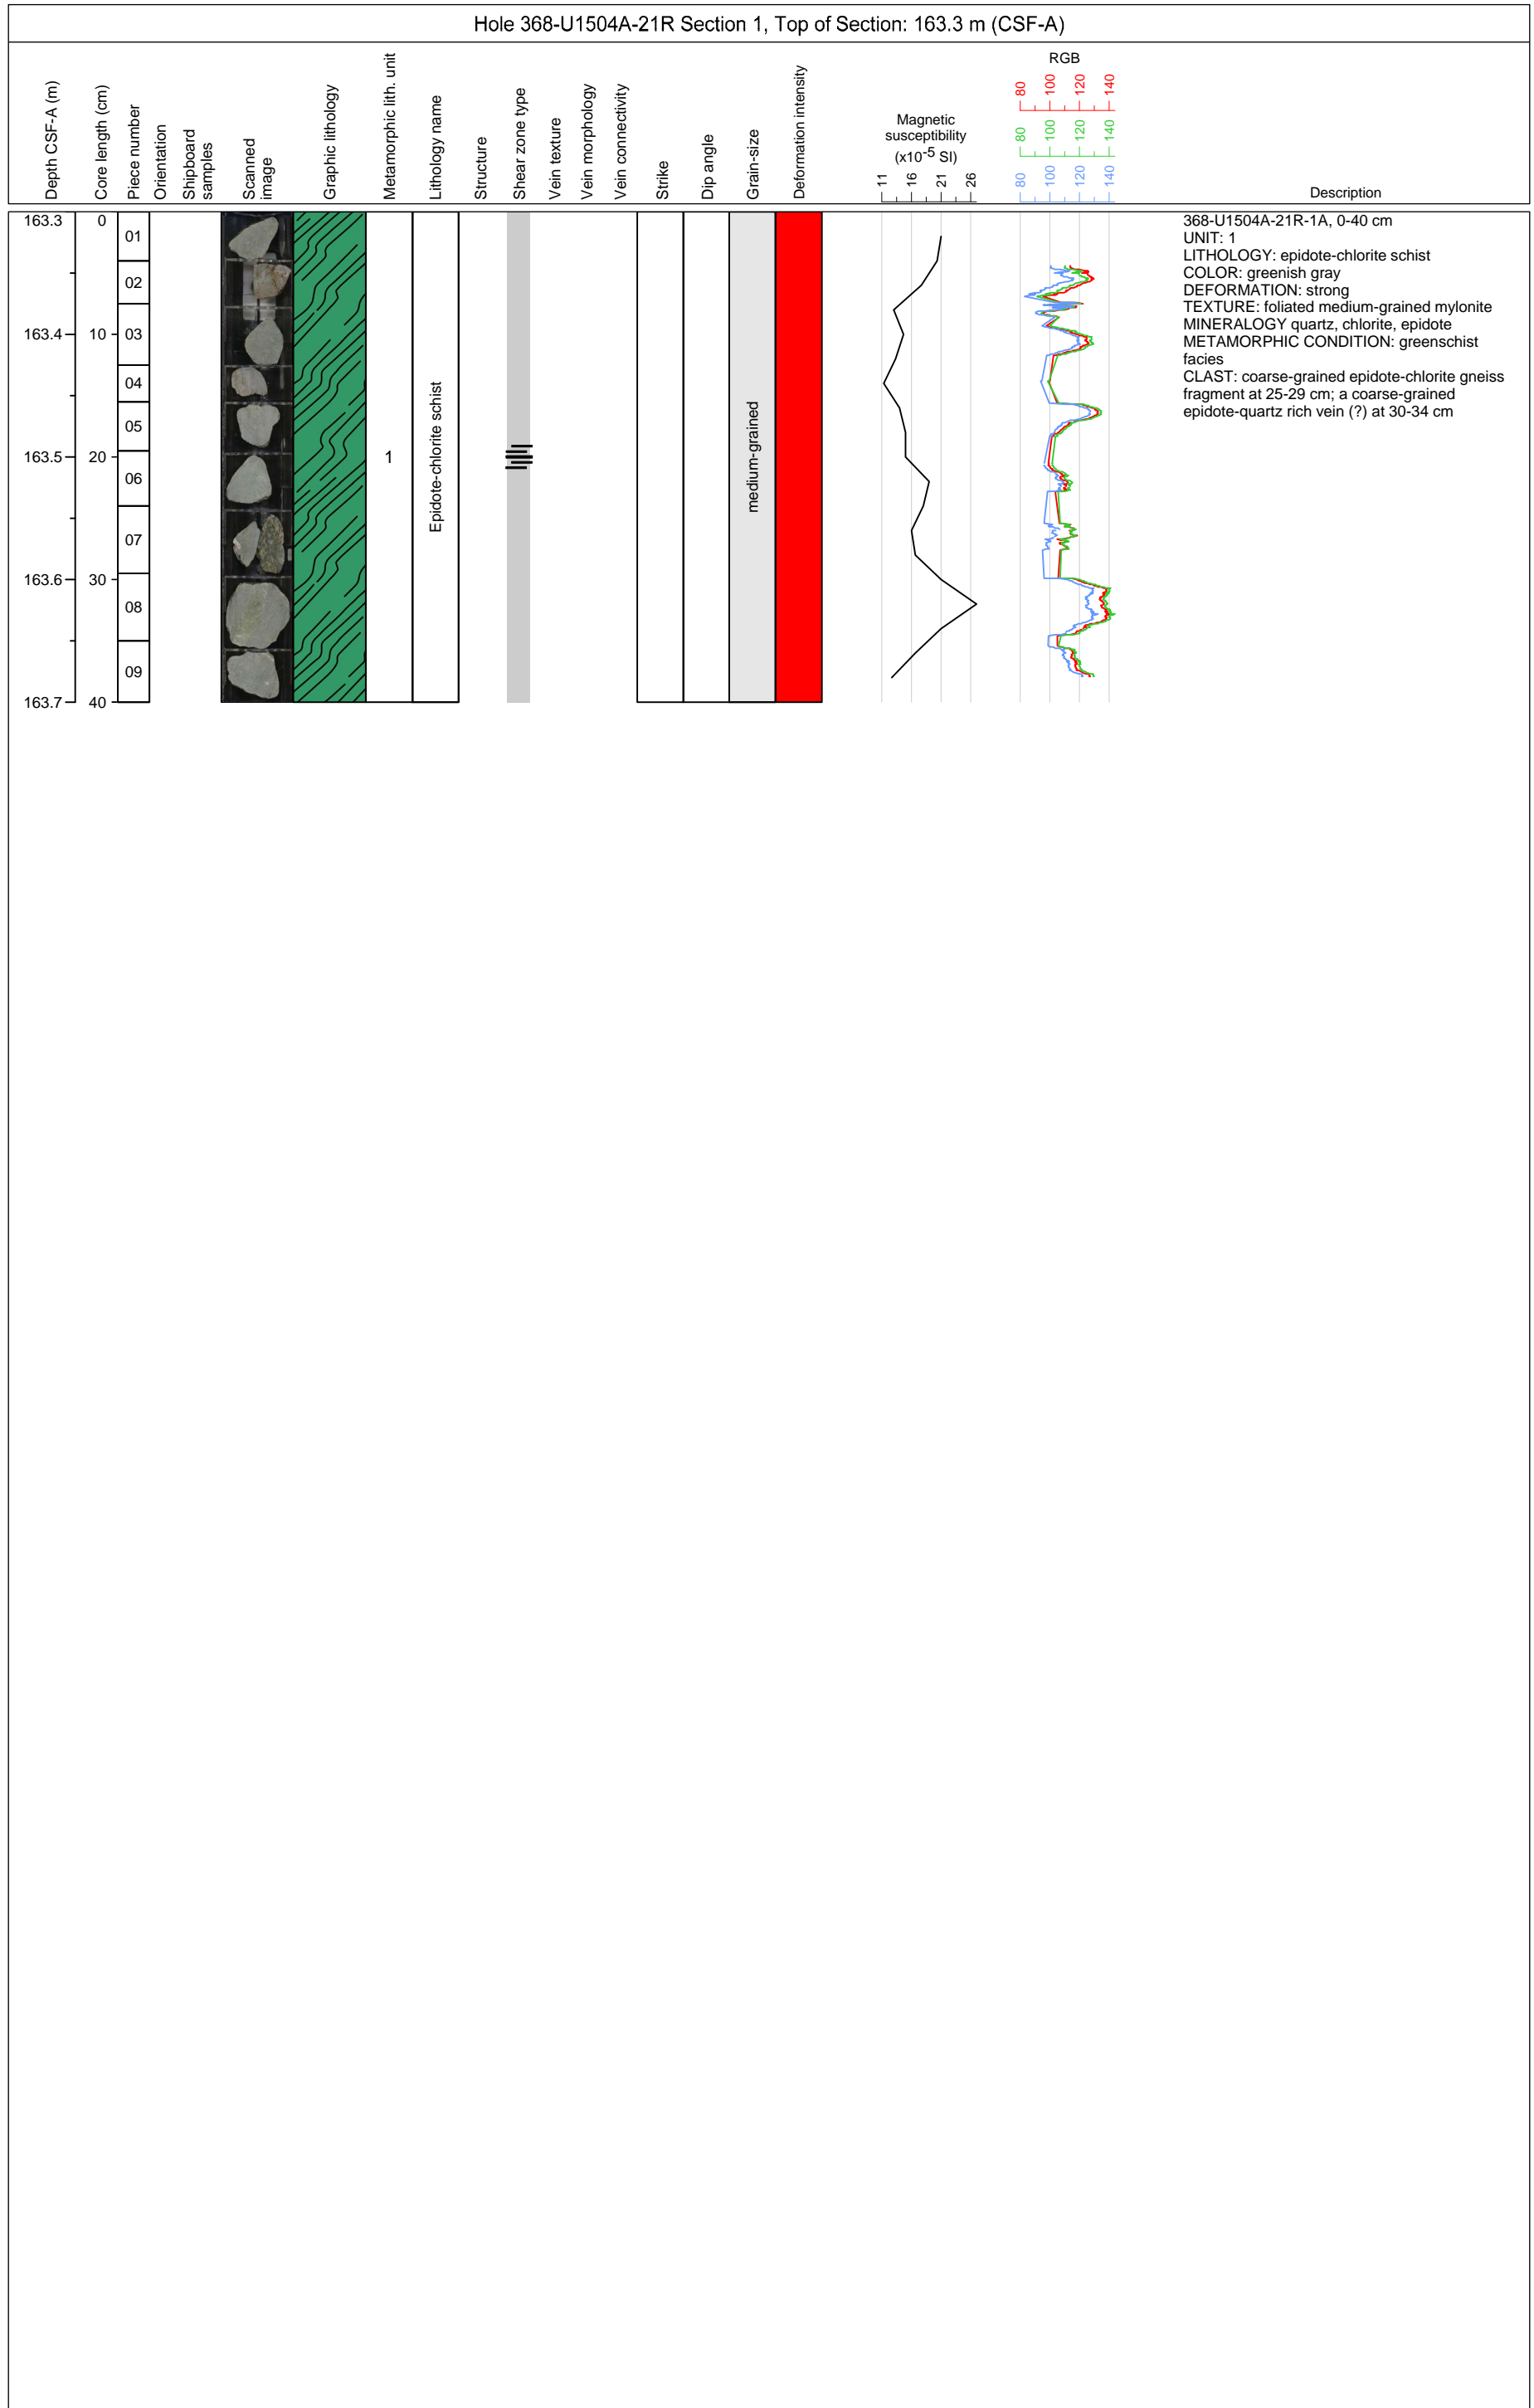 Hole 368-U1504A-21R Section 1, Top of Section: 163.3 m (CSF-A)
Depth CSF-A (m)
Core length (cm)
Piece number
Orientation
Shipboard
samples
Scanned
image
Graphic lithology
Metamorphic lith. unit
Lithology name
Structure
Shear zone type
Vein texture
Vein morphology
Vein connectivity
Strike
Dip angle
Grain-size
Deformation intensity
Magnetic
susceptibility
(x10-5 SI)
11 16 21 26
RGB
80 100 120 140
80 100 120 140
80 100 120 140
Description
163.3
163.4
163.5
163.6
163.7
0
10
20
30
40
01
02
03
04
05
06
07
08
09
1
Epidote-chlorite schist
medium-grained
368-U1504A-21R-1A, 0-40 cm
UNIT: 1
LITHOLOGY: epidote-chlorite schist
COLOR: greenish gray
DEFORMATION: strong
TEXTURE: foliated medium-grained mylonite
MINERALOGY quartz, chlorite, epidote
METAMORPHIC CONDITION: greenschist
facies
CLAST: coarse-grained epidote-chlorite gneiss
fragment at 25-29 cm; a coarse-grained
epidote-quartz rich vein (?) at 30-34 cm